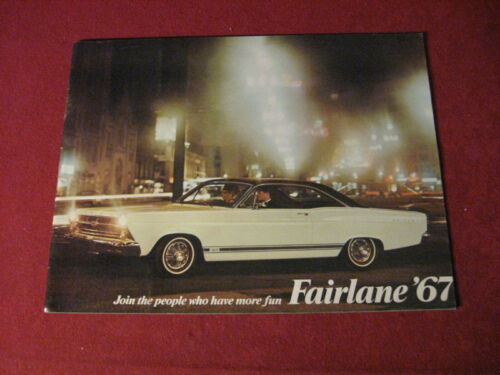 Join the people who have more fun Fairlane '67